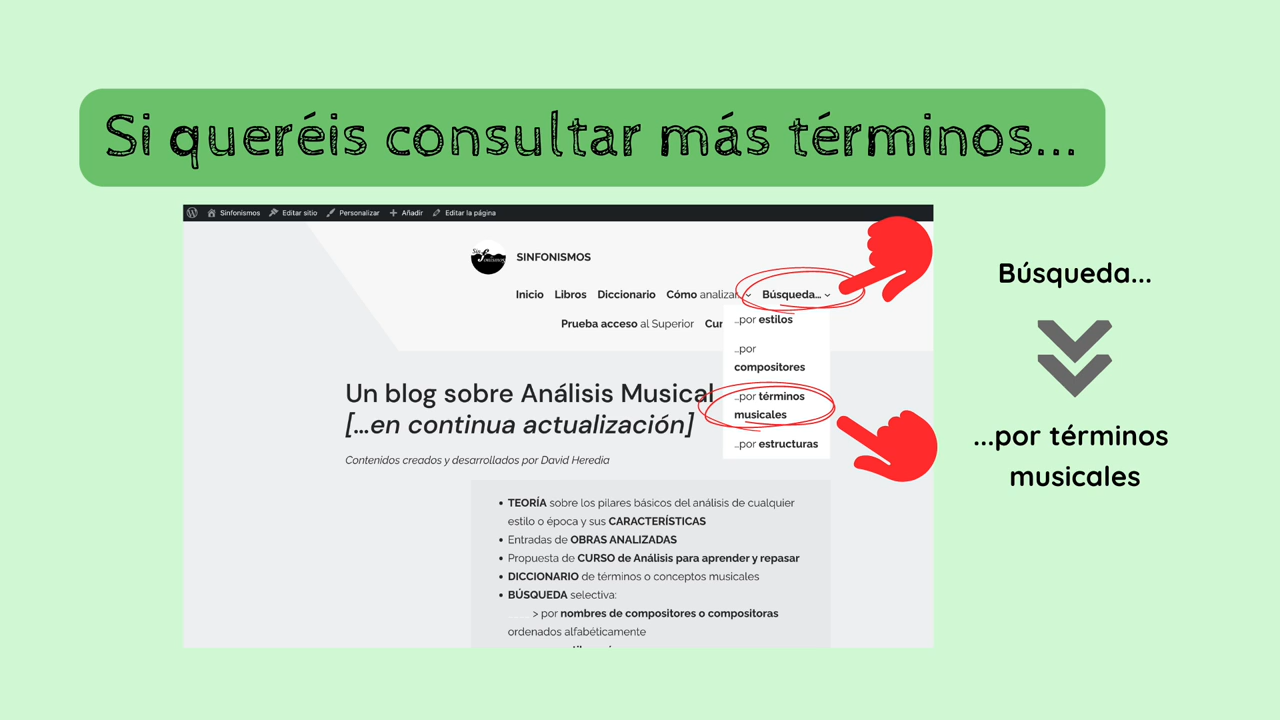 Si queréis consultar más términos...
Sinfonismos Editar sitio Personalizar Añadir Editar la página
SINFONISMOS
Inicio Libros Diccionario Cómo analizar... Búsqueda...
Prueba acceso al Superior Cur
...por estilos
...por
compositores
...por términos
musicales
...por estructuras
Un blog sobre Análisis Musical
[...en continua actualización]
Contenidos creados y desarrollados por David Heredia
• TEORÍA sobre los pilares básicos del análisis de cualquier
estilo o época y sus CARACTERÍSTICAS
• Entradas de OBRAS ANALIZADAS
• Propuesta de CURSO de Análisis para aprender y repasar
• DICCIONARIO de términos o conceptos musicales
• BÚSQUEDA selectiva:
> por nombres de compositores o compositoras
ordenados alfabéticamente
Búsqueda...
...por términos
musicales